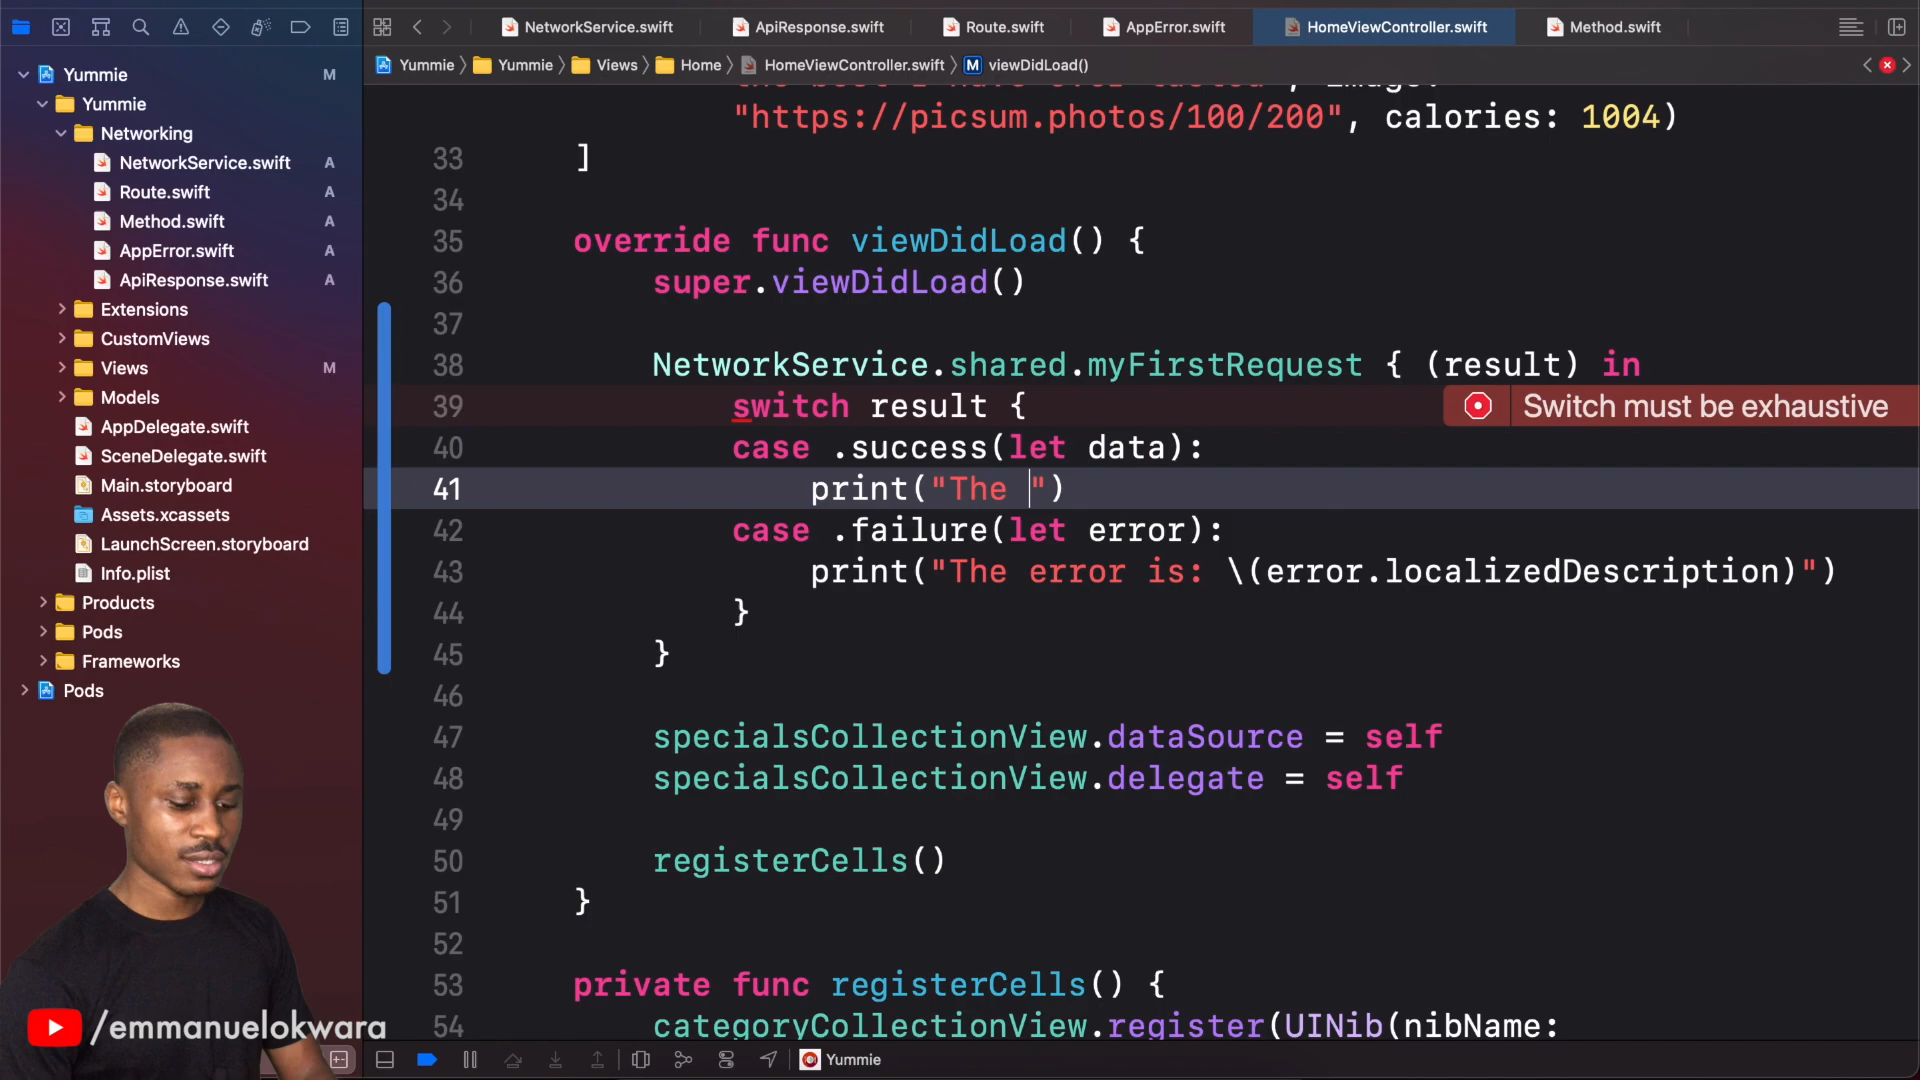 NetworkService.swift
ApiResponse.swift
Route.swift
AppError.swift
HomeViewController.swift
Method.swift
Yummie
M
Yummie
Networking
NetworkService.swift A
Route.swift A
Method.swift A
AppError.swift A
ApiResponse.swift A
Extensions
CustomViews
Views M
Models
AppDelegate.swift
SceneDelegate.swift
Main.storyboard
Assets.xcassets
LaunchScreen.storyboard
Info.plist
Products
Pods
Frameworks
Pods
Yummie Yummie Views Home HomeViewController.swift M viewDidLoad()
"https://picsum.photos/100/200", calories: 1004)
33 ]
34
35 override func viewDidLoad() {
36 super.viewDidLoad()
37
38 NetworkService.shared.myFirstRequest { (result) in
39 switch result { Switch must be exhaustive
40 case .success(let data):
41 print("The ")
42 case .failure(let error):
43 print("The error is: \(error.localizedDescription)")
44 }
45 }
46
47 specialsCollectionView.dataSource = self
48 specialsCollectionView.delegate = self
49
50 registerCells()
51 }
52
53 private func registerCells() {
54 categoryCollectionView.register(UINib(nibName:
/emmanuelokwara
Yummie